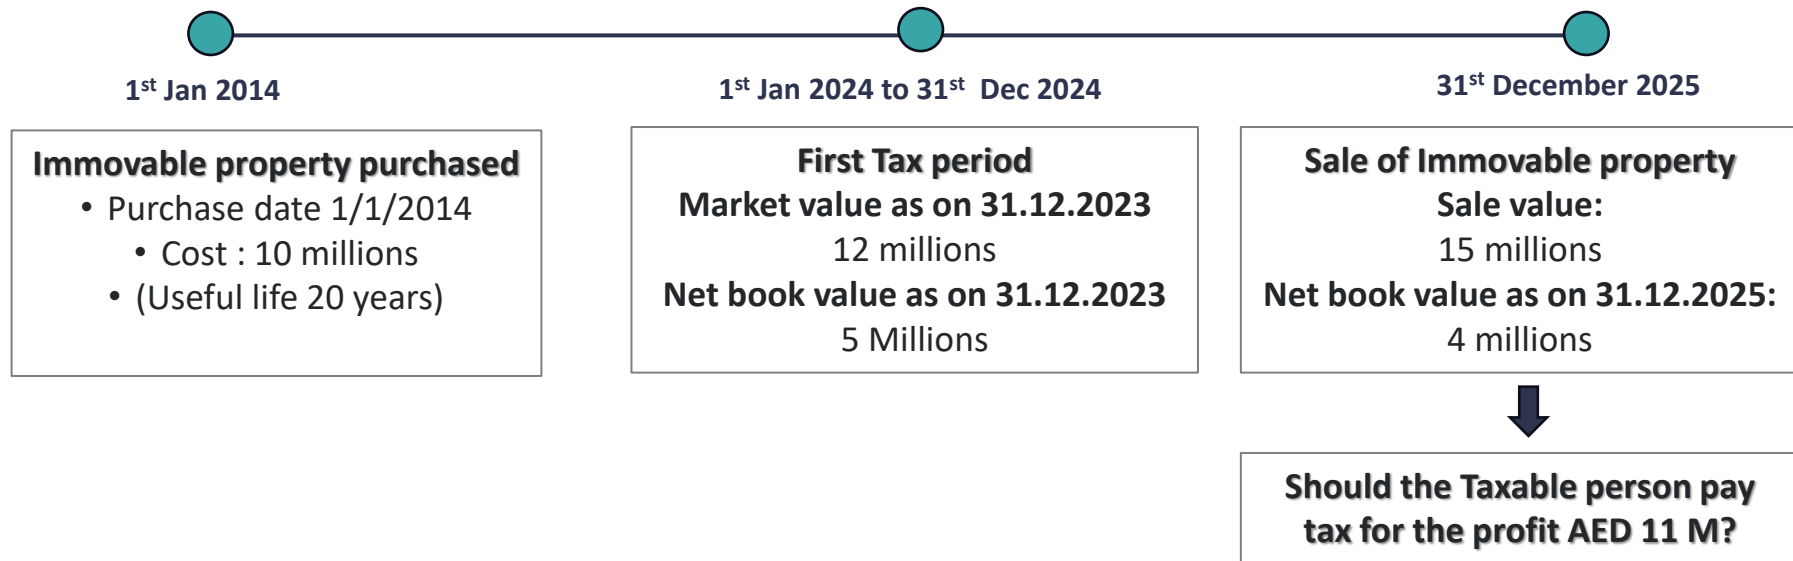 1st Jan 2014
Immovable property purchased
• Purchase date 1/1/2014
• Cost : 10 millions
• (Useful life 20 years)
1st Jan 2024 to 31st Dec 2024
First Tax period
Market value as on 31.12.2023
12 millions
Net book value as on 31.12.2023
5 Millions
31st December 2025
Sale of Immovable property
Sale value:
15 millions
Net book value as on 31.12.2025:
4 millions
Should the Taxable person pay
tax for the profit AED 11 M?